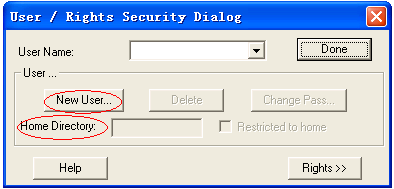 User / Rights Security Dialog
User Name:
Done
User ...
New User...
Delete
Change Pass...
Home Directory:
Restricted to home
Help
Rights >>